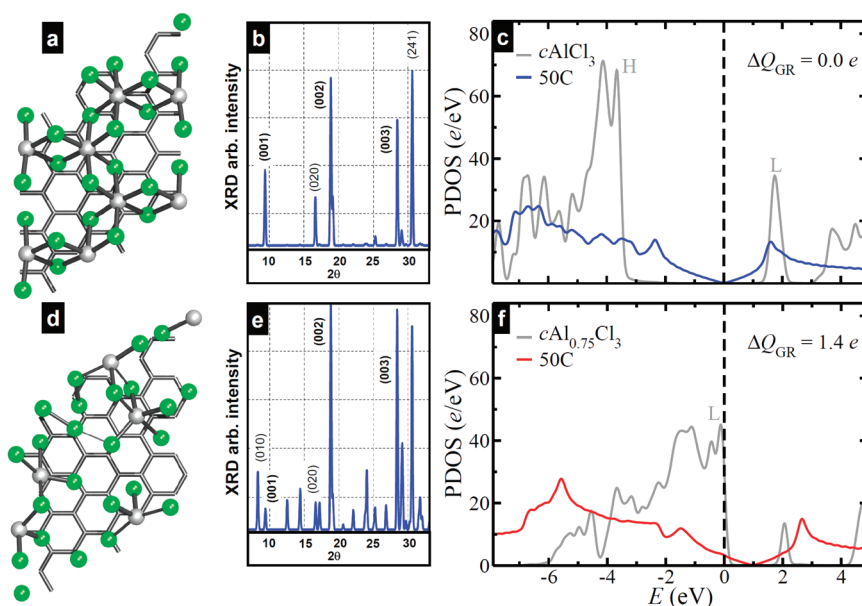 a
b
XRD arb. intensity
(001)
(020)
(002)
(003)
(241)
10 15 20 25 30
2θ
c
cAlCl₃
50C
H
L
ΔQGR = 0.0 e
PDOS (e/eV)
80
60
40
20
d
e
XRD arb. intensity
(010)
(001)
(020)
(002)
(003)
10 15 20 25 30
2θ
f
cAl₀.₇₅Cl₃
50C
L
ΔQGR = 1.4 e
PDOS (e/eV)
80
60
40
20
0
-6 -4 -2 0 2 4
E (eV)